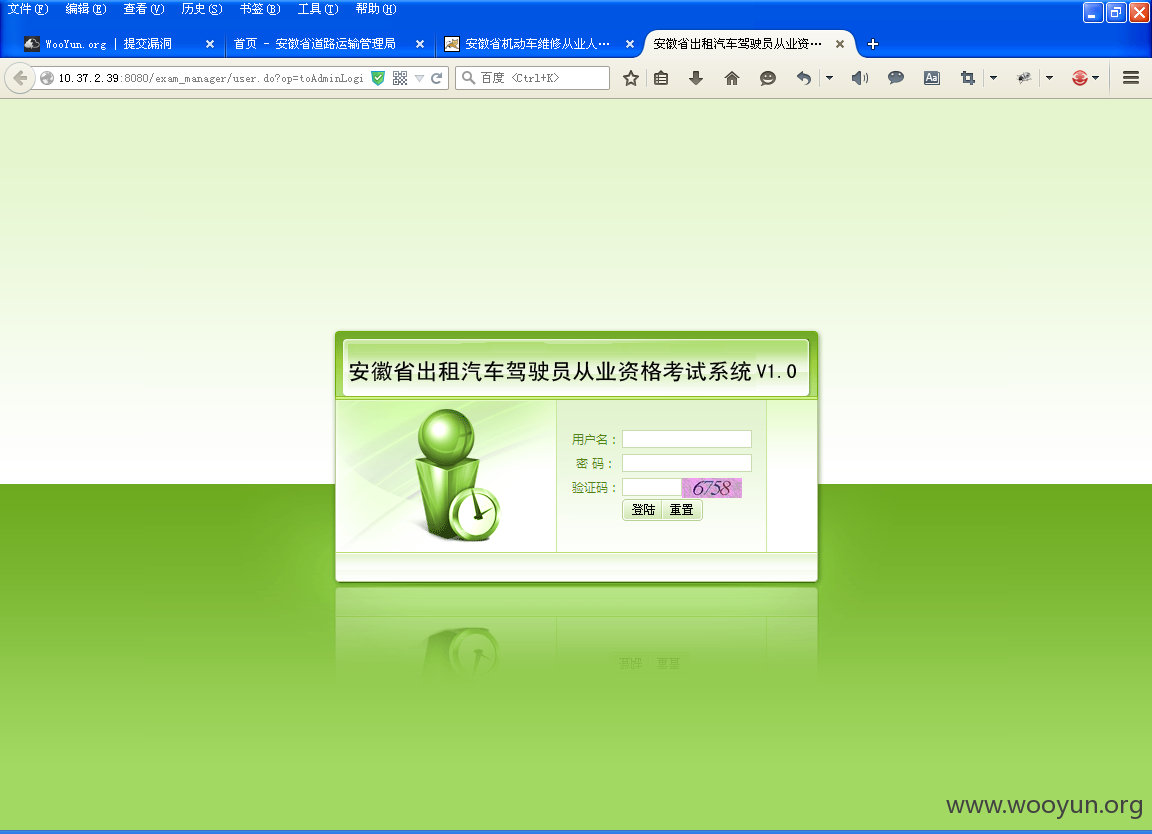 文件(F) 编辑(E) 查看(V) 历史(S) 书签(B) 工具(T) 帮助(H)
WooYun.org | 提交漏洞 首页 - 安徽省道路运输管理局 安徽省机动车维修从业人… 安徽省出租汽车驾驶员从业资…
10.37.2.39:8080/exam_manager/user.do?op=toAdminLogi 百度 <Ctrl+K>
安徽省出租汽车驾驶员从业资格考试系统 V1.0
用户名：
密 码：
验证码： 6758
登陆 重置
www.wooyun.org